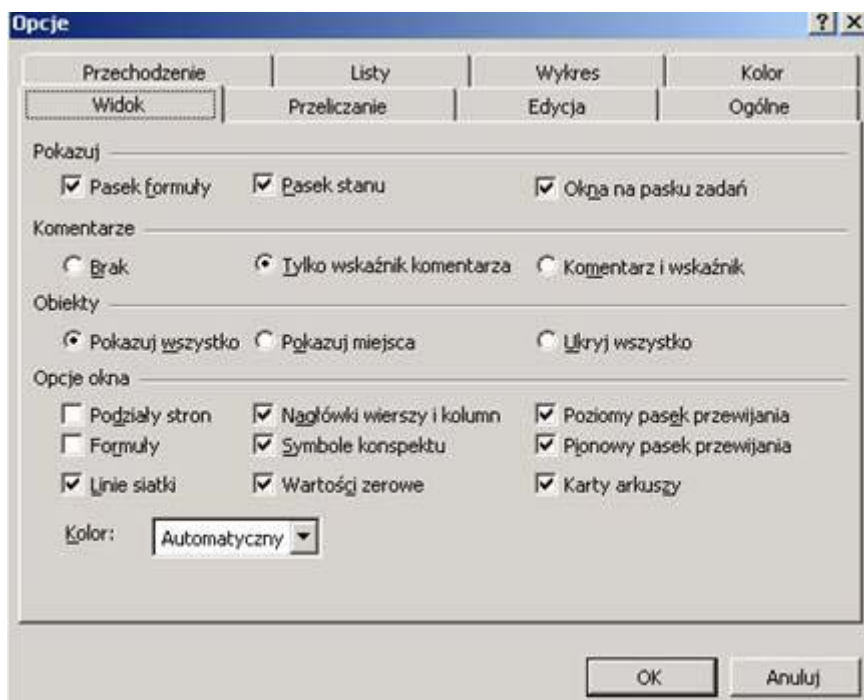 Opcje
Przechodzenie Listy Wykres Kolor
Widok Przeliczanie Edycja Ogólne
Pokazuj
Pasek formuły Pasek stanu Okna na pasku zadań
Komentarze
Brak Tylko wskaźnik komentarza Komentarz i wskaźnik
Obiekty
Pokazuj wszystko Pokazuj miejsca Ukryj wszystko
Opcje okna
Podziały stron Nagłówki wierszy i kolumn Poziomy pasek przewijania
Formuły Symbole konspektu Pionowy pasek przewijania
Linie siatki Wartości zerowe Karty arkuszy
Kolor: Automatyczny
OK Anuluj